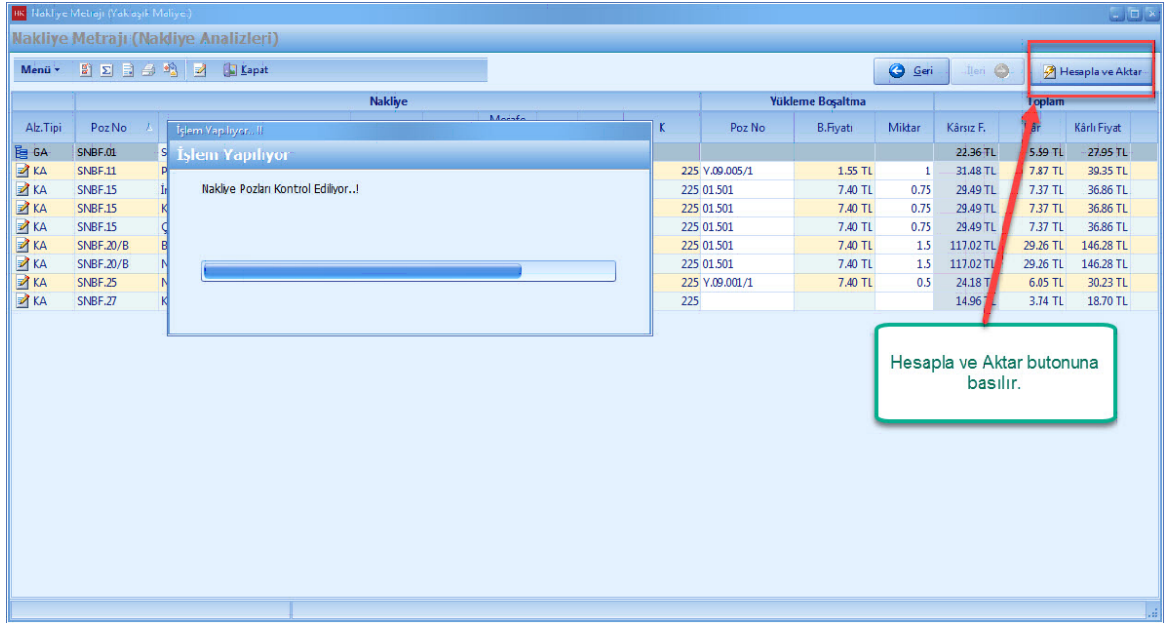 HK Nakliye Metrajı (Yaklaşık Maliye.)
Nakliye Metrajı (Nakliye Analizleri)
Menü Kapat Geri İleri Hesapla ve Aktar
Nakliye Yükleme Boşaltma Toplam
Alz.Tipi Poz No K Poz No B.Fiyatı Miktar Kârsız F. Kârlı Fiyat
İşlem Yapılıyor..!!
İşlem Yapılıyor
Nakliye Pozları Kontrol Ediliyor..!
GA SNBF.01 S 22.36 TL 5.59 TL 27.95 TL
KA SNBF.11 P 225 Y.09.005/1 1.55 TL 1 31.48 TL 7.87 TL 39.35 TL
KA SNBF.15 225 01.501 7.40 TL 0.75 29.49 TL 7.37 TL 36.86 TL
KA SNBF.15 K 225 01.501 7.40 TL 0.75 29.49 TL 7.37 TL 36.86 TL
KA SNBF.15 Ç 225 01.501 7.40 TL 0.75 29.49 TL 7.37 TL 36.86 TL
KA SNBF.20/B B 225 01.501 7.40 TL 1.5 117.02 TL 29.26 TL 146.28 TL
KA SNBF.20/B N 225 01.501 7.40 TL 1.5 117.02 TL 29.26 TL 146.28 TL
KA SNBF.25 N 225 Y.09.001/1 7.40 TL 0.5 24.18 TL 6.05 TL 30.23 TL
KA SNBF.27 K 225 14.96 TL 3.74 TL 18.70 TL
Hesapla ve Aktar butonuna
basılır.